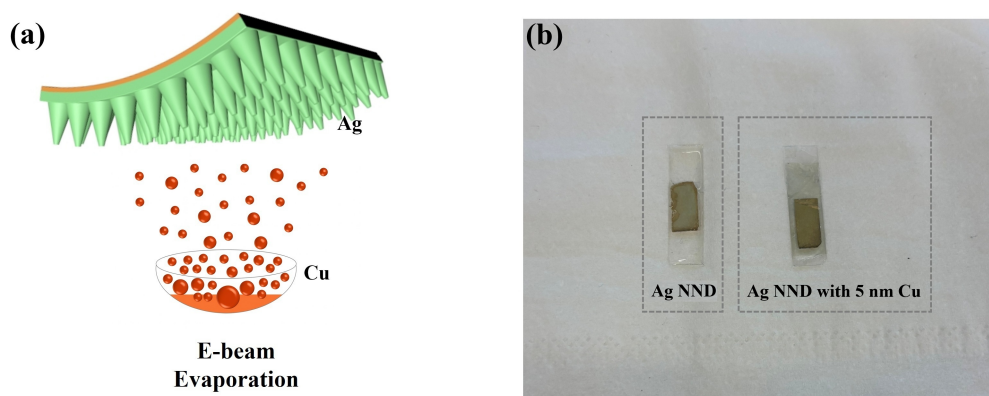 (a)
Ag
Cu
E-beam
Evaporation
(b)
Ag NND
Ag NND with 5 nm Cu